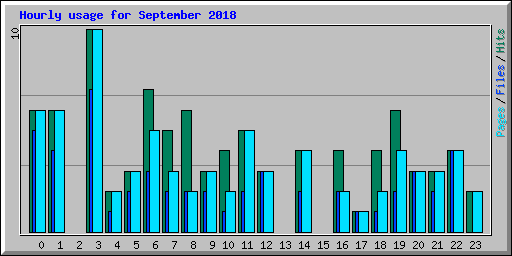 Hourly usage for September 2018
10
Pages/Files/Hits
0 1 2 3 4 5 6 7 8 9 10 11 12 13 14 15 16 17 18 19 20 21 22 23